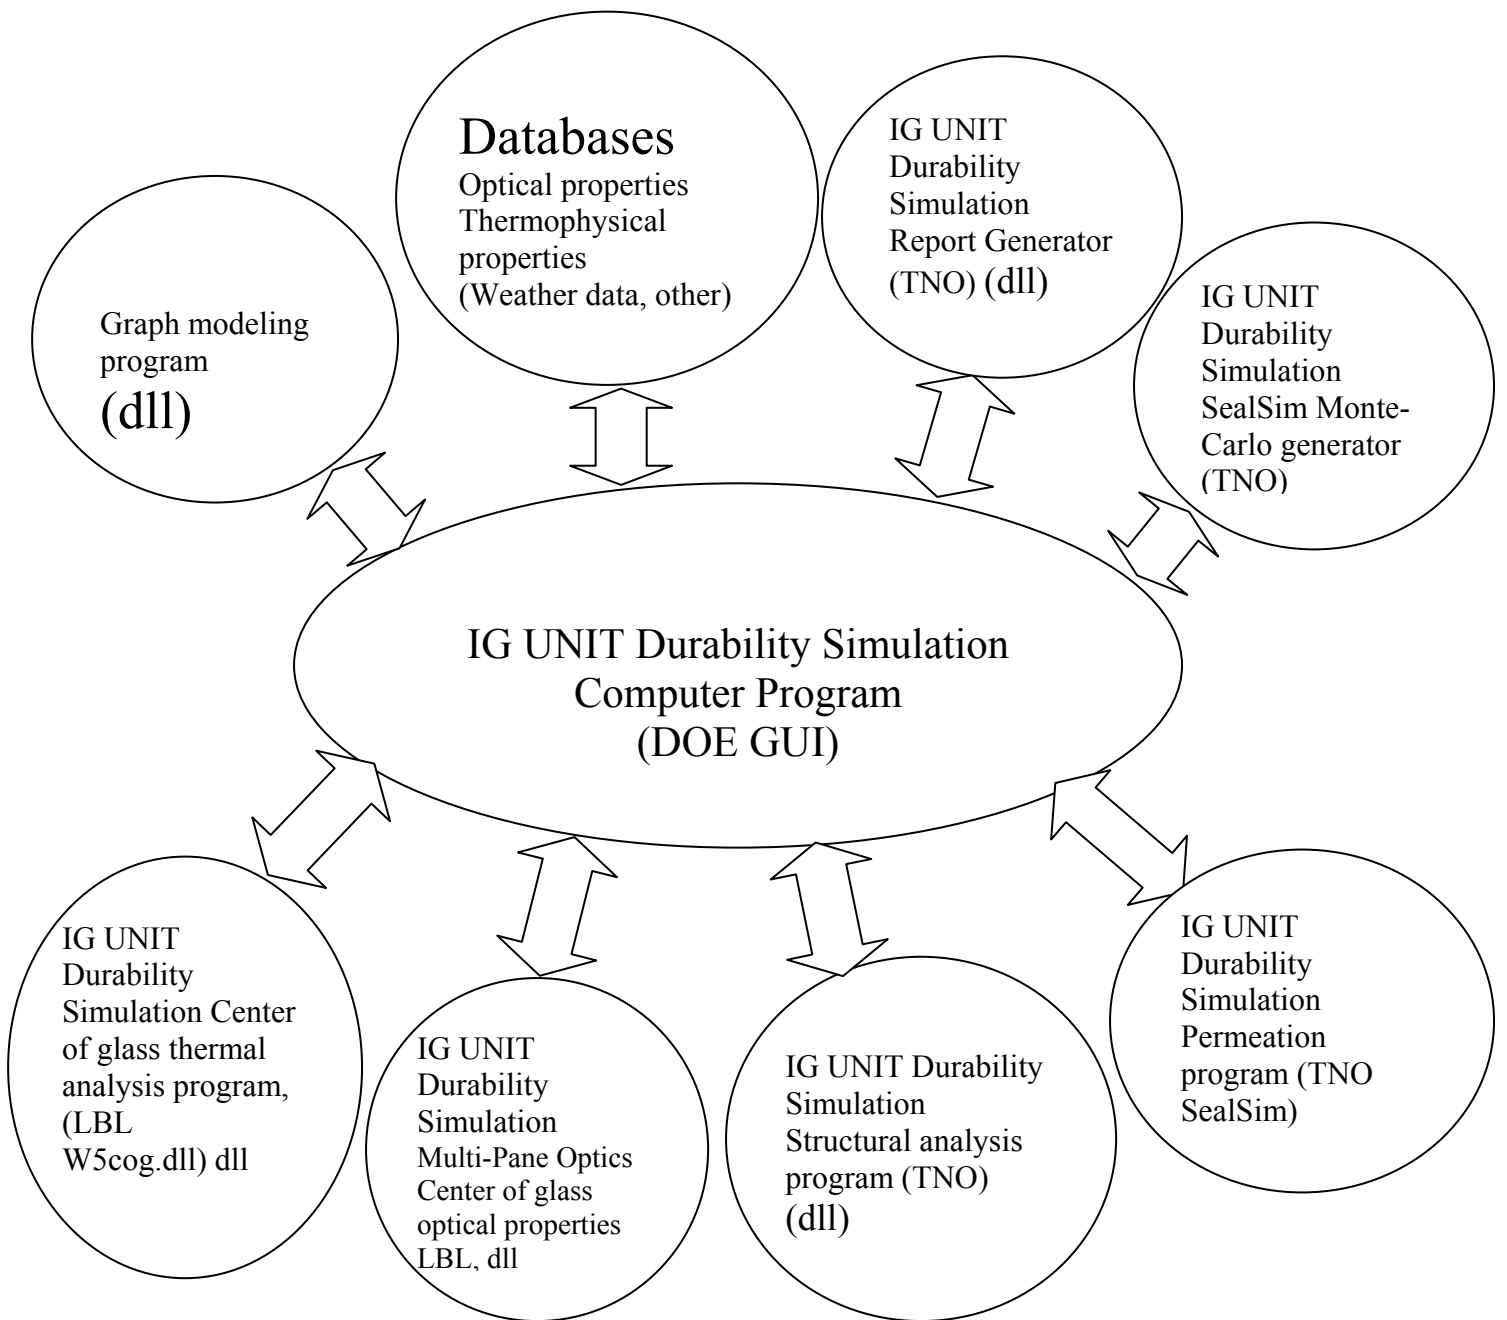 Databases
Optical properties
Thermophysical
properties
(Weather data, other)
IG UNIT
Durability
Simulation
Report Generator
(TNO) (dll)
IG UNIT
Durability
Simulation
SealSim Monte-
Carlo generator
(TNO)
Graph modeling
program
(dll)
IG UNIT Durability Simulation
Computer Program
(DOE GUI)
IG UNIT
Durability
Simulation Center
of glass thermal
analysis program,
(LBL
W5cog.dll) dll
IG UNIT
Durability
Simulation
Multi-Pane Optics
Center of glass
optical properties
LBL, dll
IG UNIT Durability
Simulation
Structural analysis
program (TNO)
(dll)
IG UNIT
Durability
Simulation
Permeation
program (TNO
SealSim)